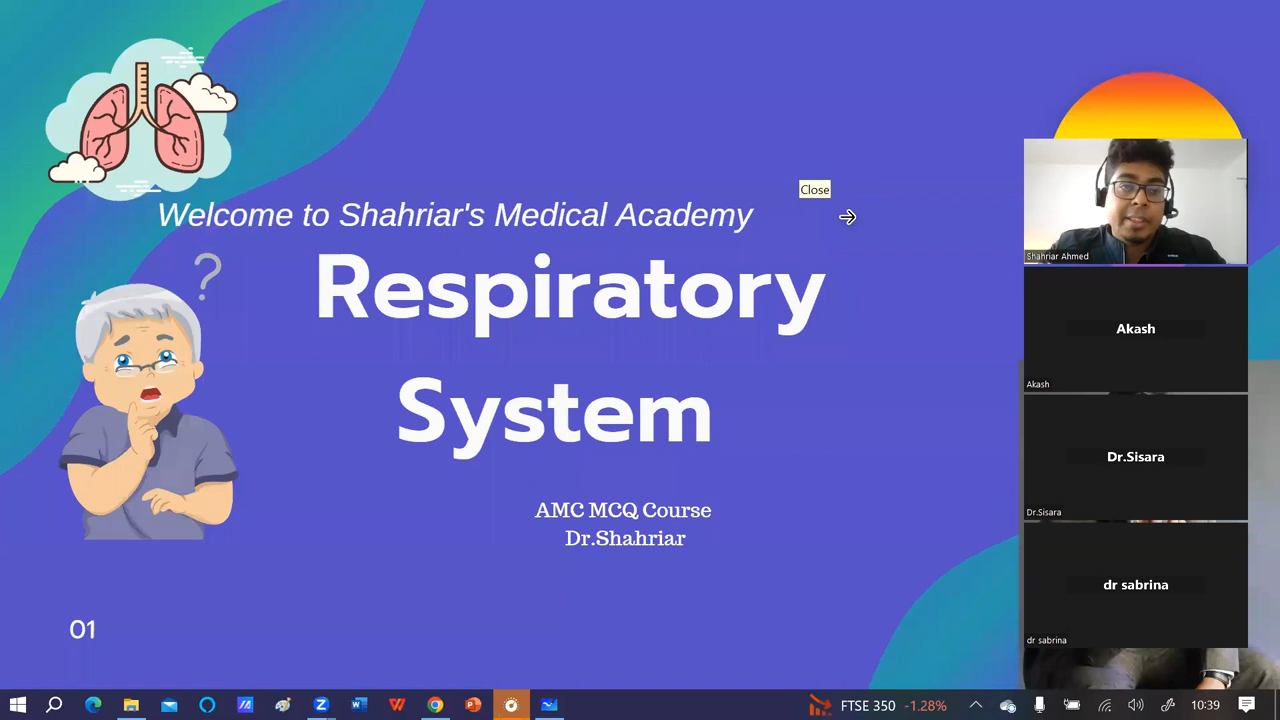 Close
Welcome to Shahriar's Medical Academy
?
Respiratory
System
AMC MCQ Course
Dr.Shahriar
01
Shahriar Ahmed
Akash
Akash
Dr.Sisara
Dr.Sisara
dr sabrina
dr sabrina
FTSE 350 -1.28%
10:39